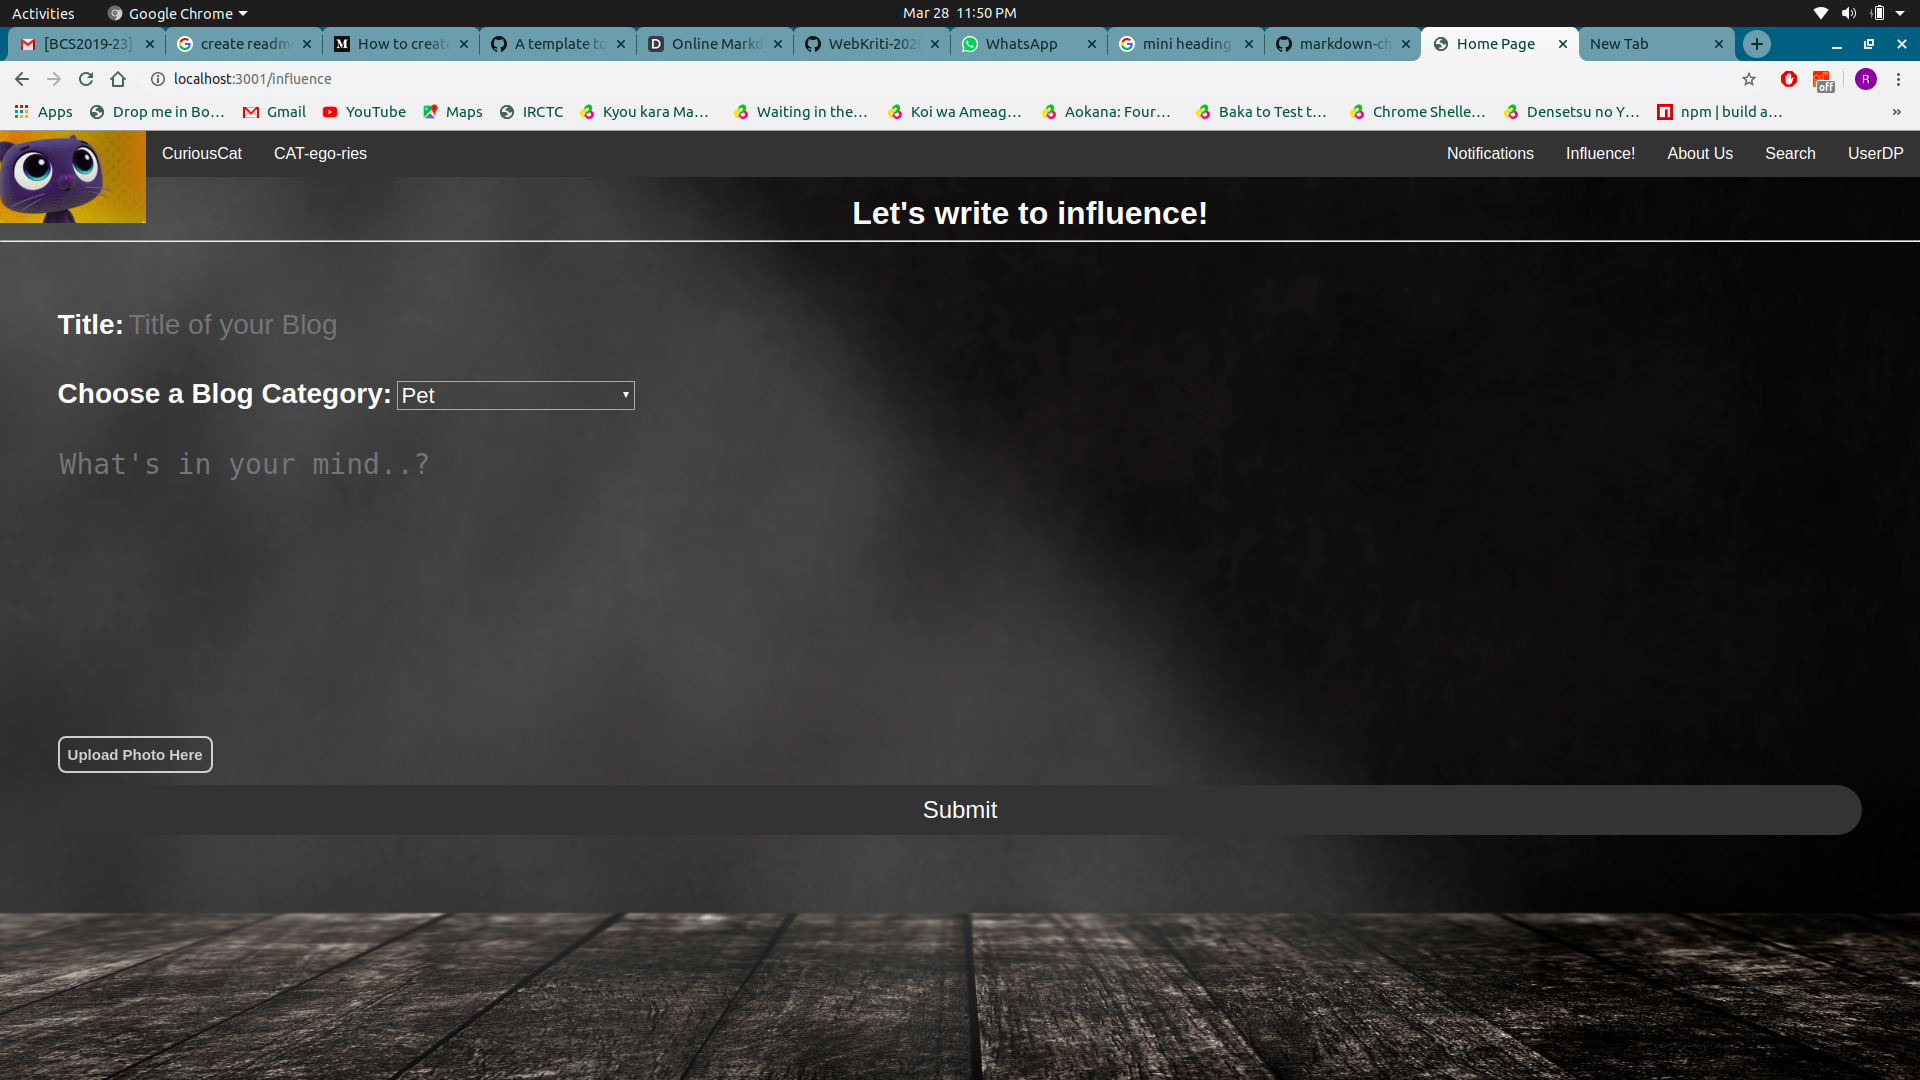 Activities Google Chrome Mar 28 11:50 PM
[BCS2019-23] create readm How to create A template to Online Markd WebKriti-202 WhatsApp mini heading markdown-ch Home Page New Tab
localhost:3001/influence off R
Apps Drop me in Bo... Gmail YouTube Maps IRCTC Kyou kara Ma... Waiting in the... Koi wa Ameag... Aokana: Four... Baka to Test t... Chrome Shelle... Densetsu no Y... npm | build a... »
CuriousCat CAT-ego-ries Notifications Influence! About Us Search UserDP
Let's write to influence!
Title: Title of your Blog
Choose a Blog Category: Pet
What's in your mind..?
Upload Photo Here
Submit